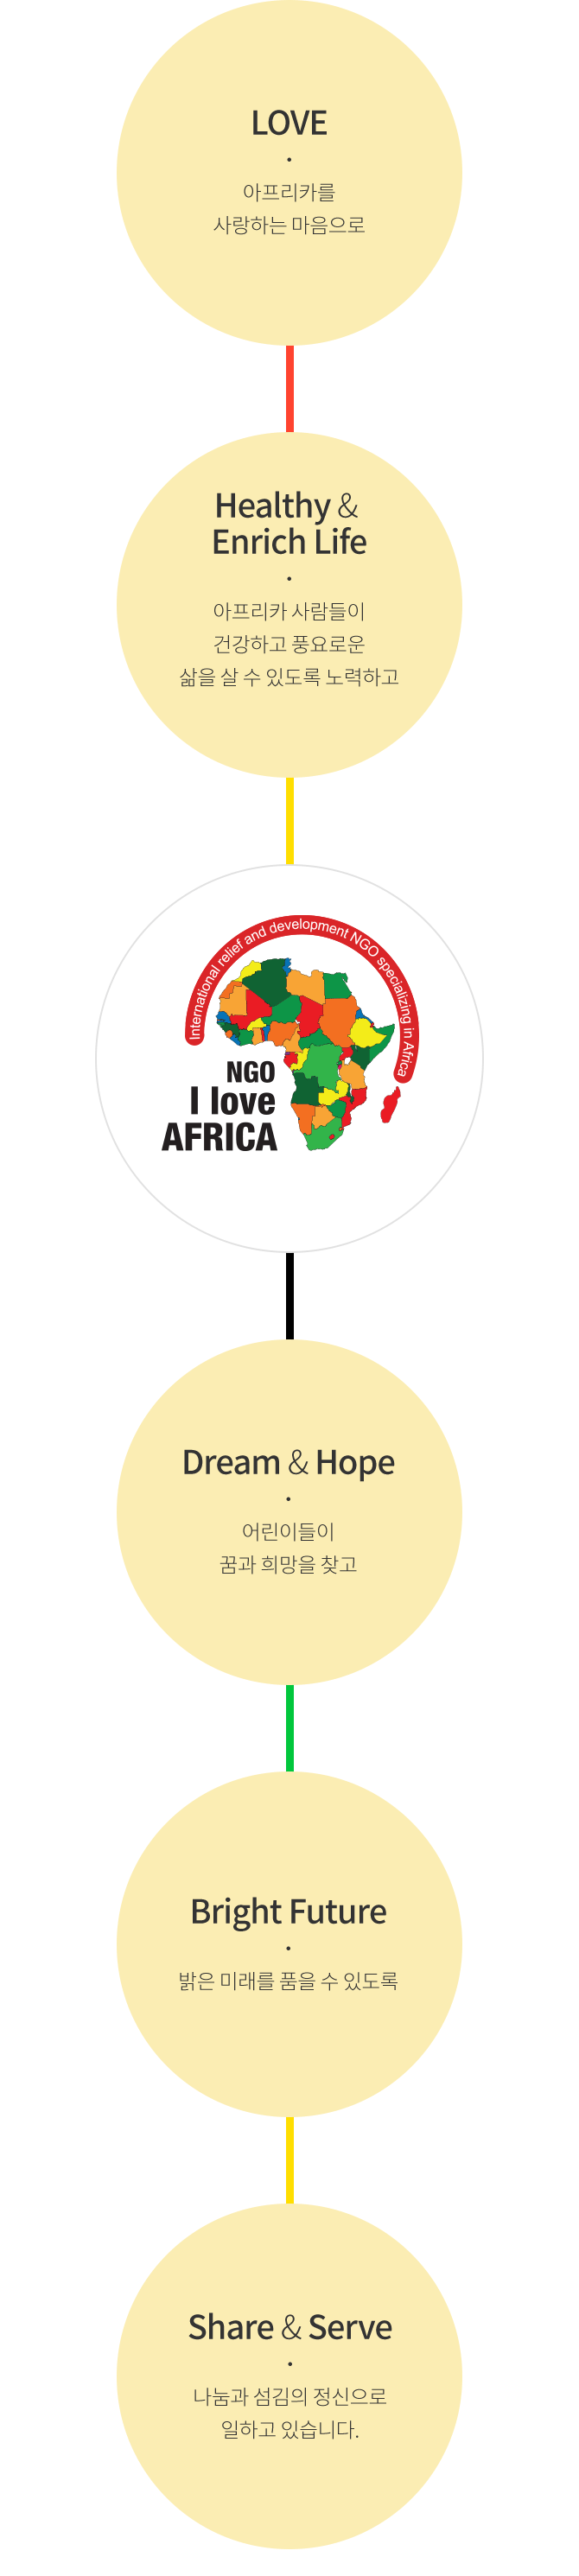 LOVE
아프리카를
사랑하는 마음으로
Healthy &
Enrich Life
아프리카 사람들이
건강하고 풍요로운
삶을 살 수 있도록 노력하고
International relief and development NGO specializing in Africa
NGO
I love
AFRICA
Dream & Hope
어린이들이
꿈과 희망을 찾고
Bright Future
밝은 미래를 품을 수 있도록
Share & Serve
나눔과 섬김의 정신으로
일하고 있습니다.